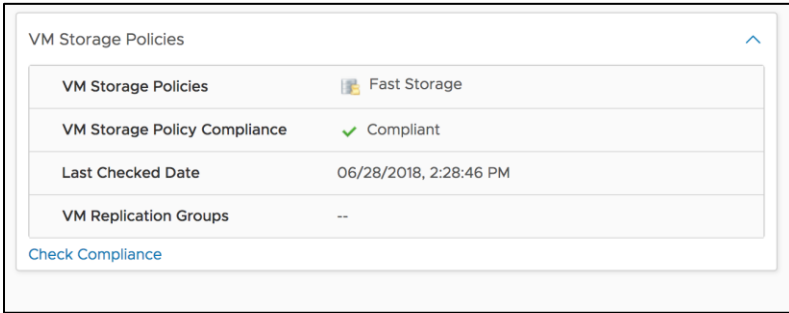 VM Storage Policies
VM Storage Policies Fast Storage
VM Storage Policy Compliance Compliant
Last Checked Date 06/28/2018, 2:28:46 PM
VM Replication Groups --
Check Compliance